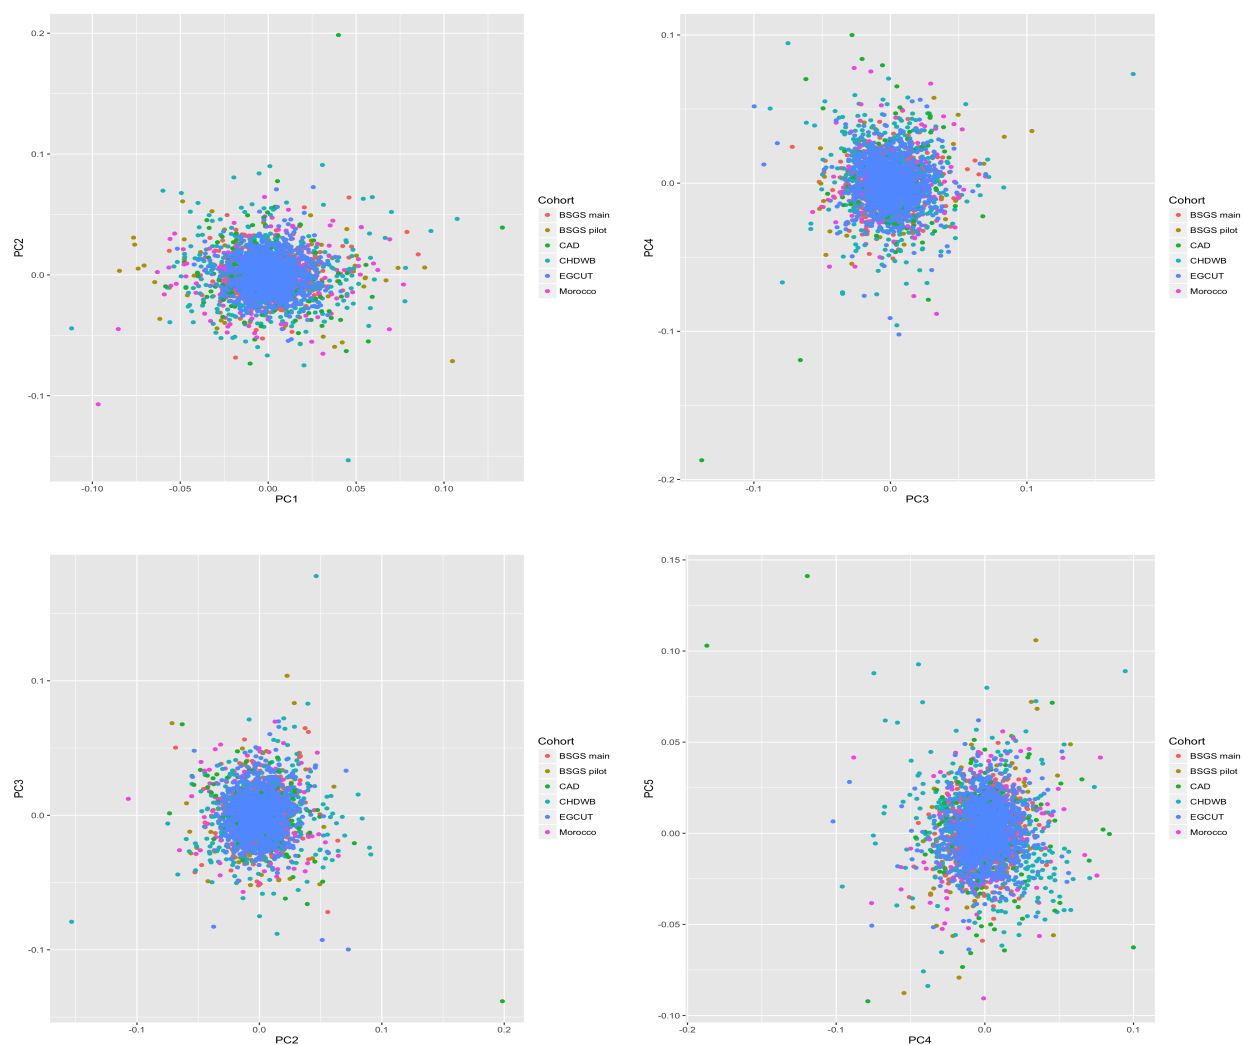 0.2
0.1
0.0
-0.1
PC2
-0.10
-0.05
0.00
0.05
0.10
PC1
Cohort
BSGS main
BSGS pilot
CAD
CHDWB
EGCUT
Morocco
0.1
0.0
-0.1
-0.2
PC4
-0.1
0.0
0.1
PC3
Cohort
BSGS main
BSGS pilot
CAD
CHDWB
EGCUT
Morocco
0.1
0.0
-0.1
PC3
-0.1
0.0
0.1
0.2
PC2
Cohort
BSGS main
BSGS pilot
CAD
CHDWB
EGCUT
Morocco
0.15
0.10
0.05
0.00
-0.05
-0.10
PC5
-0.2
-0.1
0.0
0.1
PC4
Cohort
BSGS main
BSGS pilot
CAD
CHDWB
EGCUT
Morocco